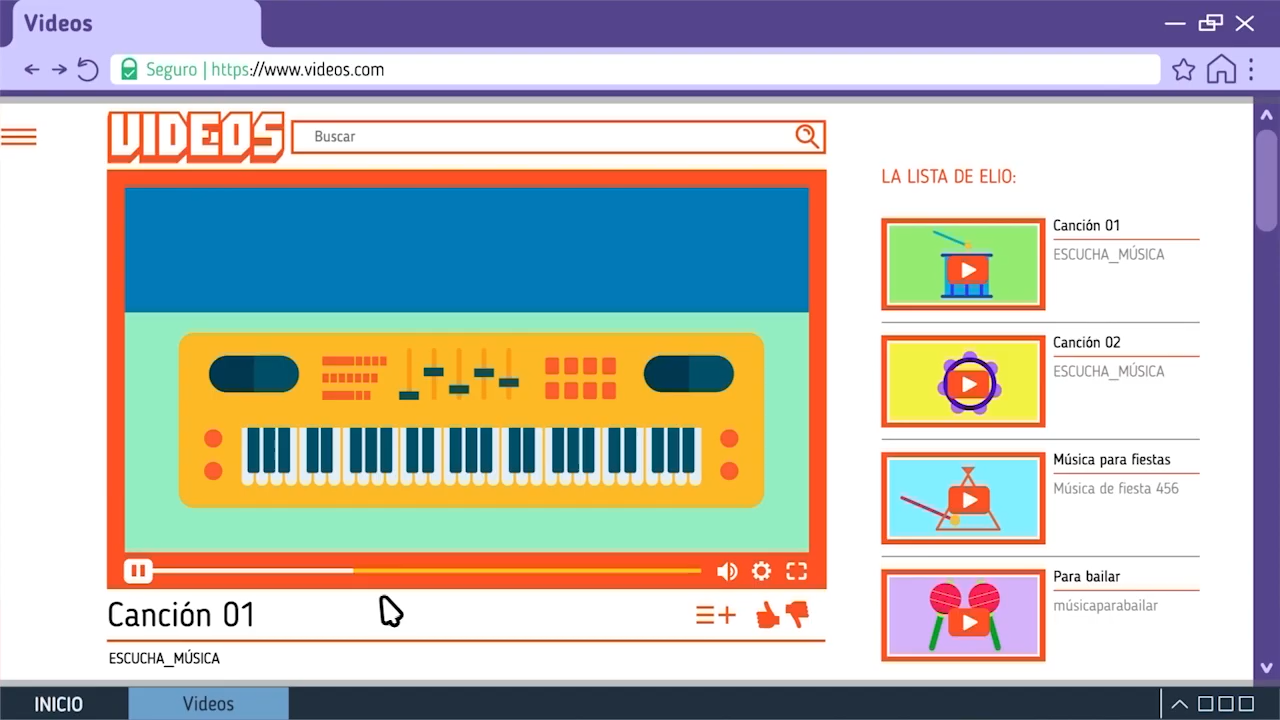 Videos
Seguro | https://www.videos.com
VIDEOS
Buscar
LA LISTA DE ELIO:
Canción 01
ESCUCHA_MÚSICA
Canción 02
ESCUCHA_MÚSICA
Música para fiestas
Música de fiesta 456
Para bailar
músicaparabailar
Canción 01
ESCUCHA_MÚSICA
INICIO
Videos